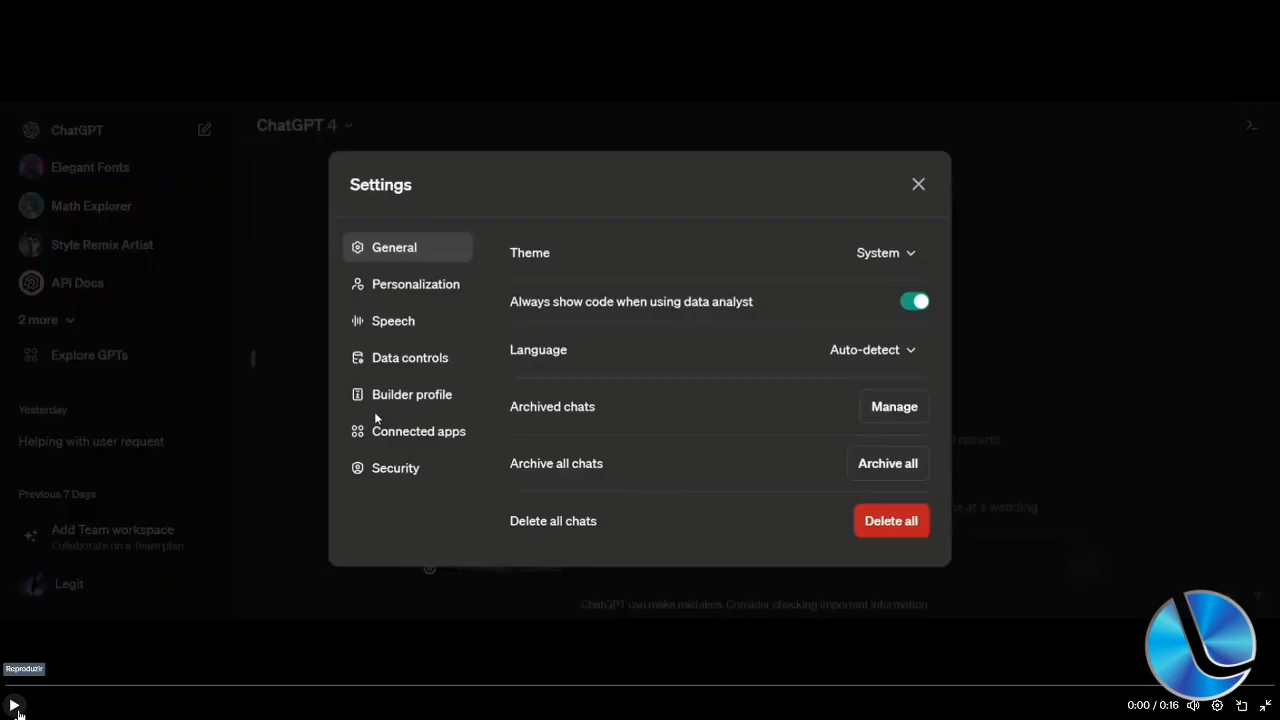 ChatGPT
ChatGPT 4
Elegant Fonts
Math Explorer
Style Remix Artist
API Docs
2 more
Explore GPTs
Yesterday
Helping with user request
Previous 7 Days
Add Team workspace
Collaborate on a Team plan
Legit
Settings
General
Personalization
Speech
Data controls
Builder profile
Connected apps
Security
Theme
System
Always show code when using data analyst
Language
Auto-detect
Archived chats
Manage
Archive all chats
Archive all
Delete all chats
Delete all
reports
at a wedding
ChatGPT can make mistakes. Consider checking important information
?
Reproduzir
0:00 / 0:16